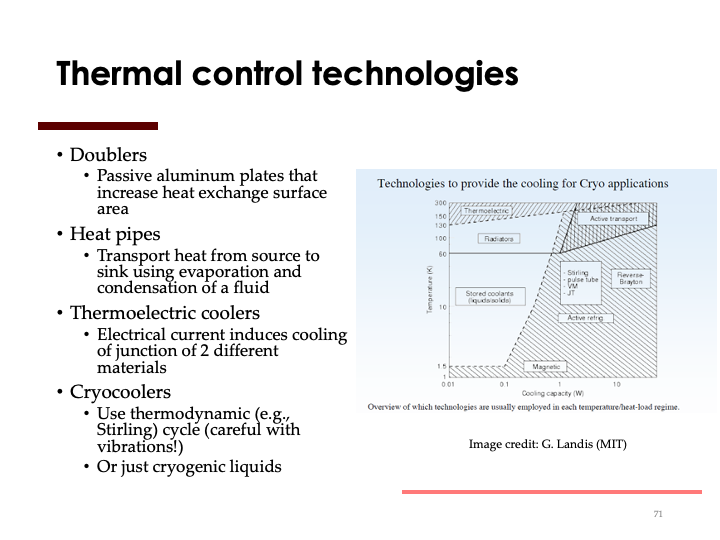 Thermal control technologies
• Doublers
• Passive aluminum plates that
increase heat exchange surface
area
• Heat pipes
• Transport heat from source to
sink using evaporation and
condensation of a fluid
• Thermoelectric coolers
• Electrical current induces cooling
of junction of 2 different
materials
• Cryocoolers
• Use thermodynamic (e.g.,
Stirling) cycle (careful with
vibrations!)
• Or just cryogenic liquids
Technologies to provide the cooling for Cryo applications
300
150
130
100
60
10
1.5
1
Temperature (K)
Thermoelectric
Active transport
Radiators
Stored coolants
(liquids/solids)
- Stirling
- pulse tube
- VM
- JT
Reverse-
Brayton
Active refrig
Magnetic
0.01
0.1
1
10
Cooling capacity (W)
Overview of which technologies are usually employed in each temperature/heat-load regime.
Image credit: G. Landis (MIT)
71